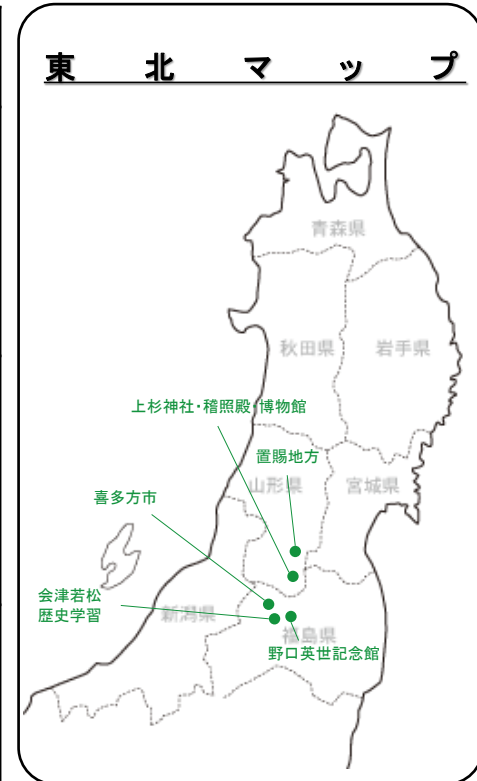 東北マップ
青森県
秋田県
岩手県
上杉神社・稽照殿・博物館
置賜地方
山形県
宮城県
喜多方市
会津若松
歴史学習
新潟県
福島県
野口英世記念館